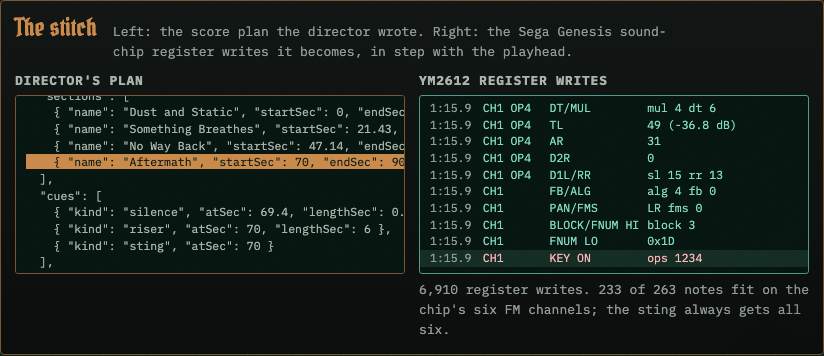 The stitch
Left: the score plan the director wrote. Right: the Sega Genesis sound-
chip register writes it becomes, in step with the playhead.
DIRECTOR'S PLAN
"sections": [
{ "name": "Dust and Static", "startSec": 0, "endSec
{ "name": "Something Breathes", "startSec": 21.43,
{ "name": "No Way Back", "startSec": 47.14, "endSec
{ "name": "Aftermath", "startSec": 70, "endSec": 90
],
"cues": [
{ "kind": "silence", "atSec": 69.4, "lengthSec": 0.
{ "kind": "riser", "atSec": 70, "lengthSec": 6 },
{ "kind": "sting", "atSec": 70 }
],
YM2612 REGISTER WRITES
1:15.9 CH1 OP4 DT/MUL mul 4 dt 6
1:15.9 CH1 OP4 TL 49 (-36.8 dB)
1:15.9 CH1 OP4 AR 31
1:15.9 CH1 OP4 D2R 0
1:15.9 CH1 OP4 D1L/RR sl 15 rr 13
1:15.9 CH1 FB/ALG alg 4 fb 0
1:15.9 CH1 PAN/FMS LR fms 0
1:15.9 CH1 BLOCK/FNUM HI block 3
1:15.9 CH1 FNUM LO 0x1D
1:15.9 CH1 KEY ON ops 1234
6,910 register writes. 233 of 263 notes fit on the
chip's six FM channels; the sting always gets all
six.